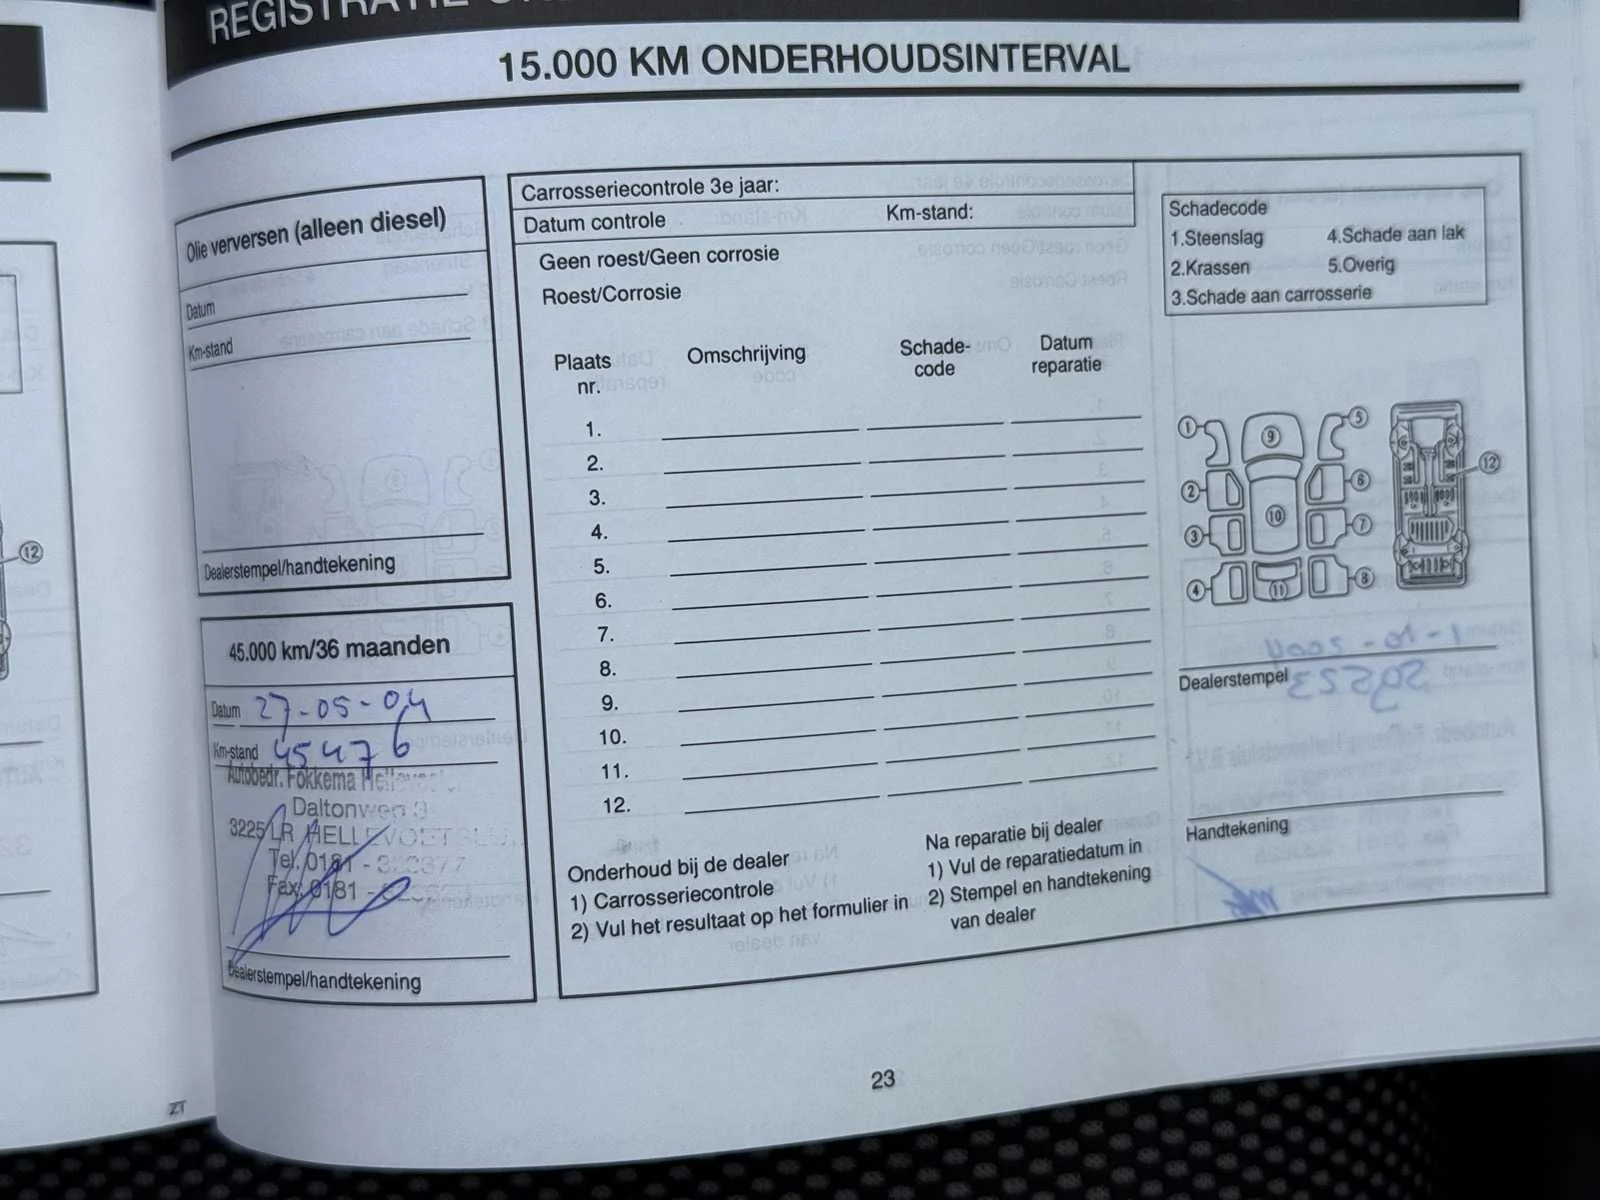 15.000 KM ONDERHOUDSINTERVAL
Olie verversen (alleen diesel)
Datum
Km-stand
Dealerstempel/handtekening
45.000 km/36 maanden
Datum 27-05-04
Km-stand 45476
Autobedr. Fokkema
Daltonweg 3
3225 LR HELLEVOETSLUIS
Tel. 0181 - 322377
Fax: 0181 -
Dealerstempel/handtekening
Carrosseriecontrole 3e jaar:
Datum controle Km-stand:
Geen roest/Geen corrosie
Roest/Corrosie
Plaats nr. Omschrijving Schade-code Datum reparatie
1.
2.
3.
4.
5.
6.
7.
8.
9.
10.
11.
12.
Onderhoud bij de dealer
1) Carrosseriecontrole
2) Vul het resultaat op het formulier in
Na reparatie bij dealer
1) Vul de reparatiedatum in
2) Stempel en handtekening
van dealer
Schadecode
1.Steenslag 4.Schade aan lak
2.Krassen 5.Overig
3.Schade aan carrosserie
1 9 5
2 6 12
10
3 7
4 11 8
Dealerstempel
Handtekening
23
ZT
12